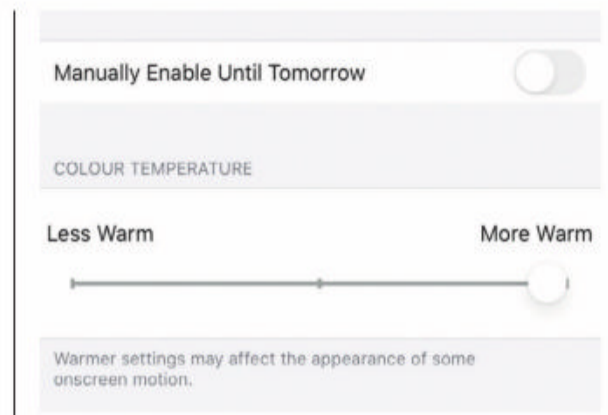 Manually Enable Until Tomorrow
COLOUR TEMPERATURE
Less Warm More Warm
Warmer settings may affect the appearance of some
onscreen motion.